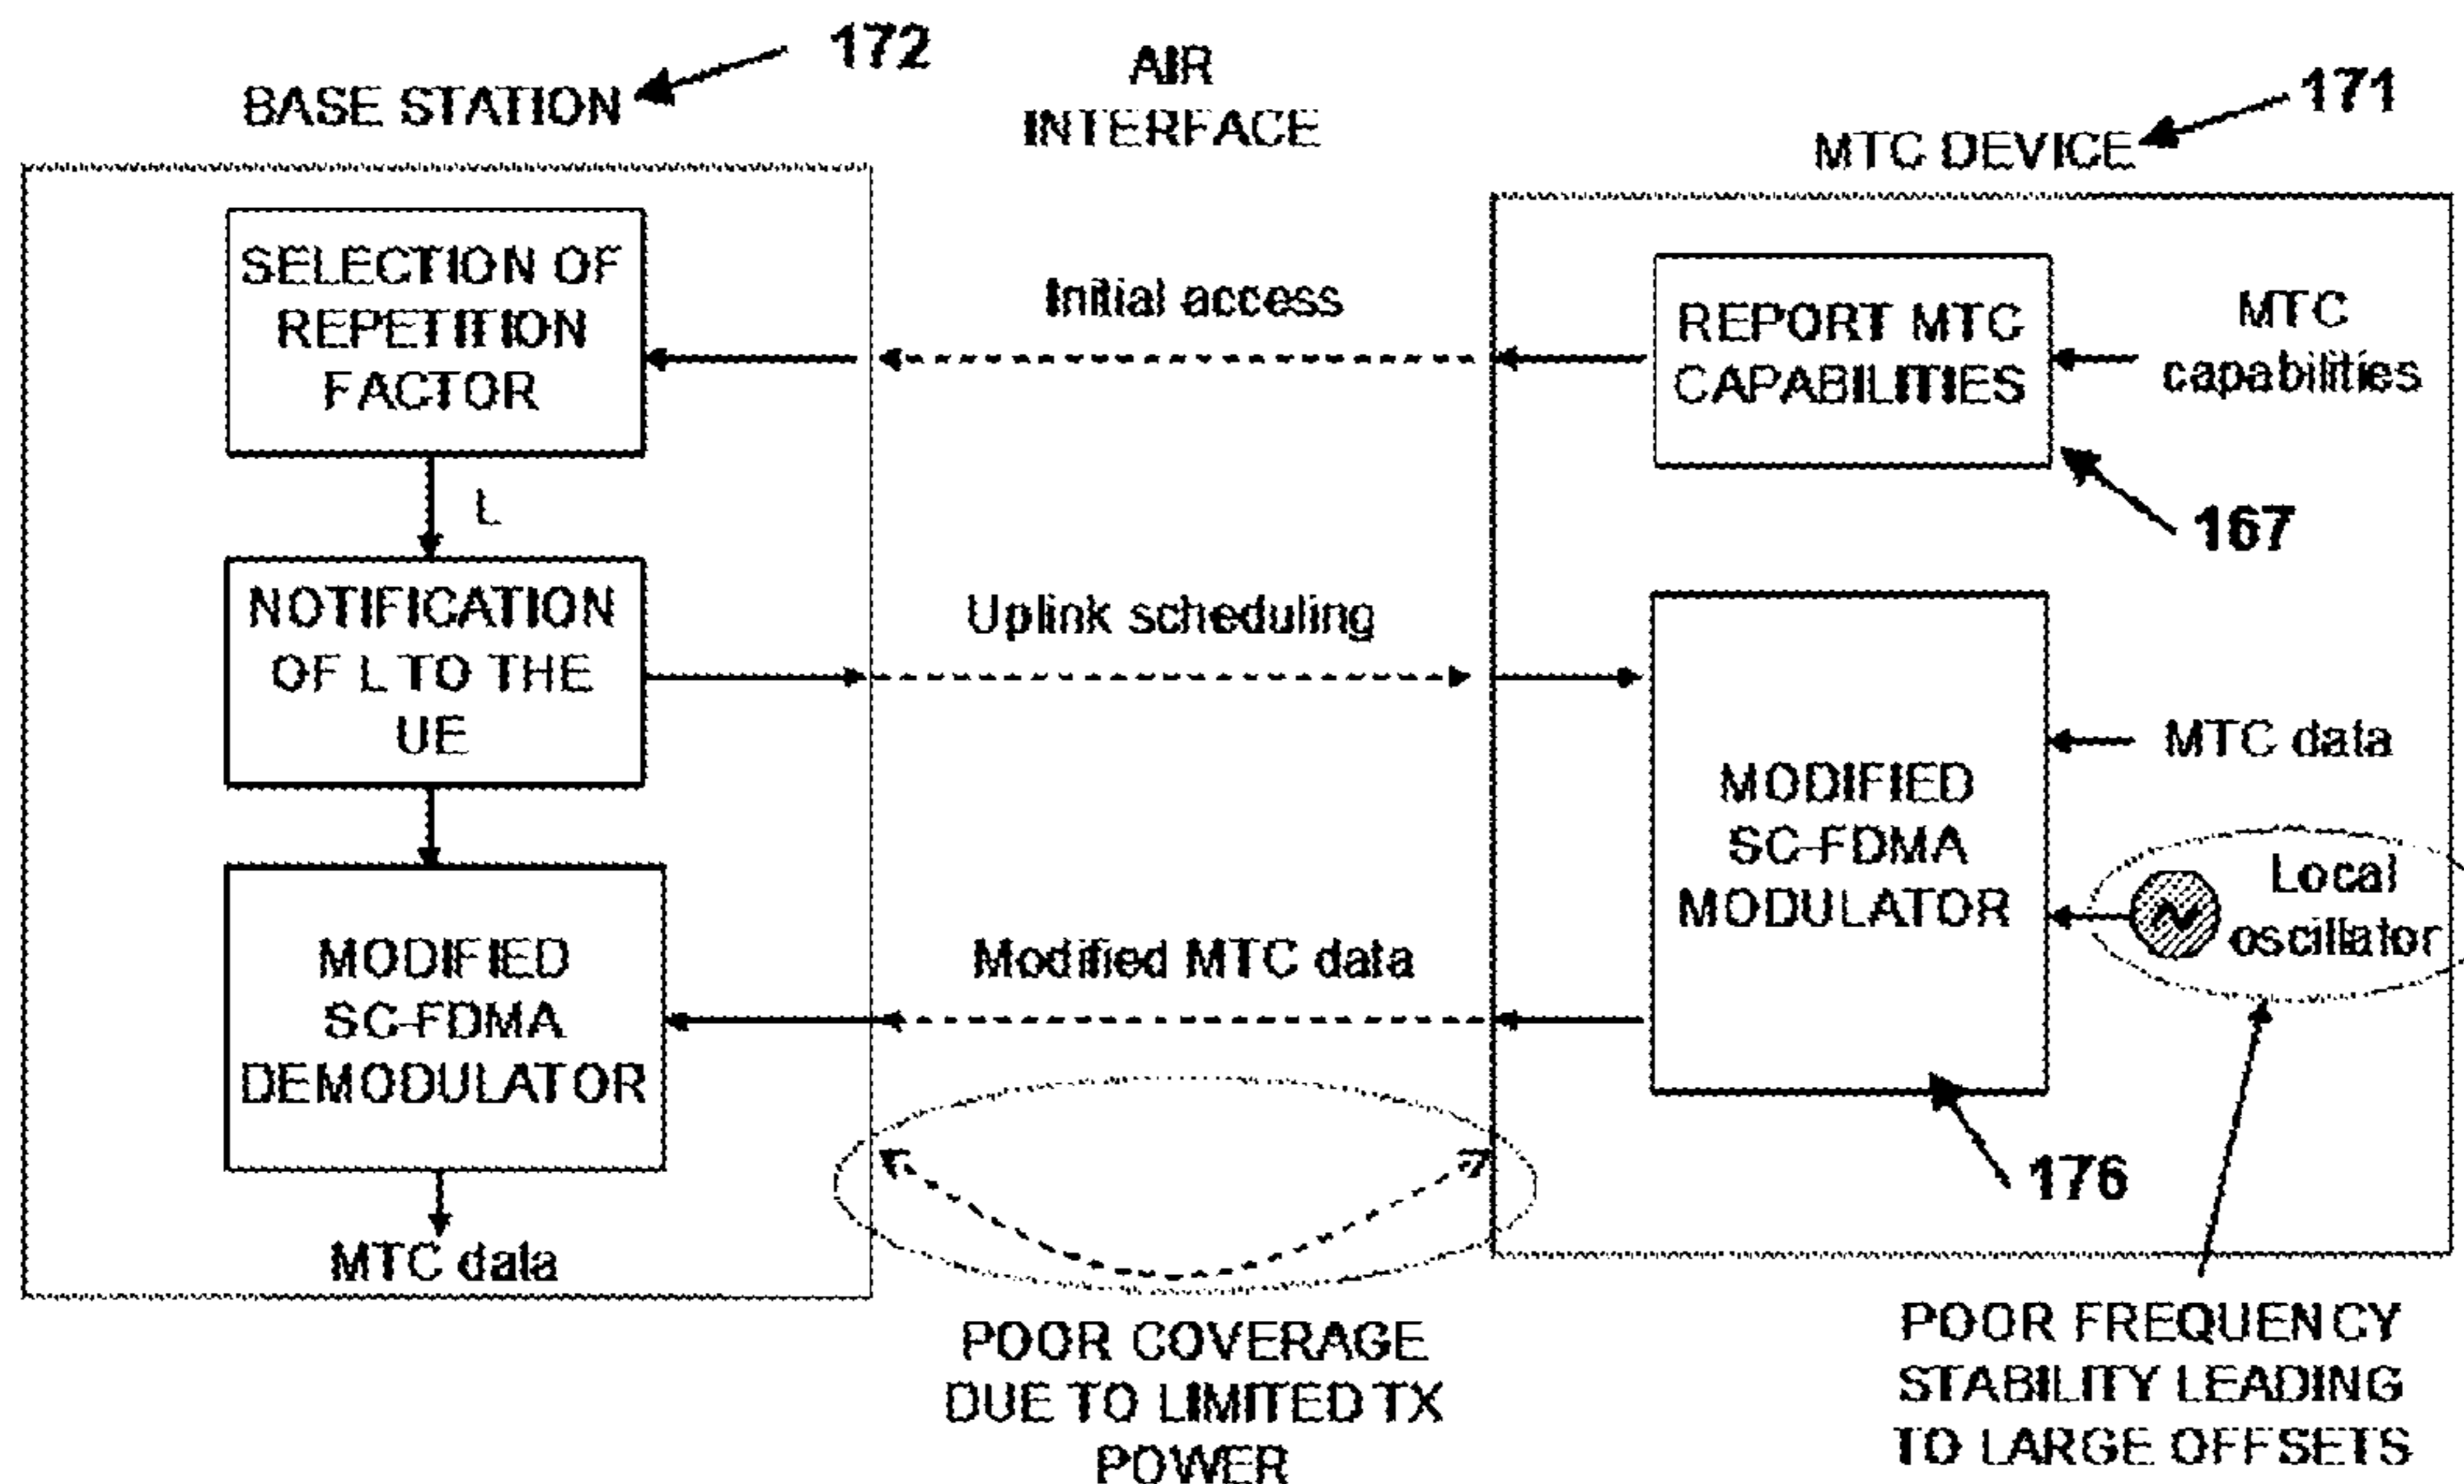 172
BASE STATION
AIR
INTERFACE
171
MTC DEVICE
SELECTION OF
REPETITION
FACTOR
Initial access
REPORT MTC
CAPABILITIES
MTC
capabilities
167
L
NOTIFICATION
OF L TO THE
UE
Uplink scheduling
MODIFIED
SC-FDMA
MODULATOR
MTC data
Local
oscillator
MODIFIED
SC-FDMA
DEMODULATOR
Modified MTC data
176
MTC data
POOR COVERAGE
DUE TO LIMITED TX
POWER
POOR FREQUENCY
STABILITY LEADING
TO LARGE OFFSETS